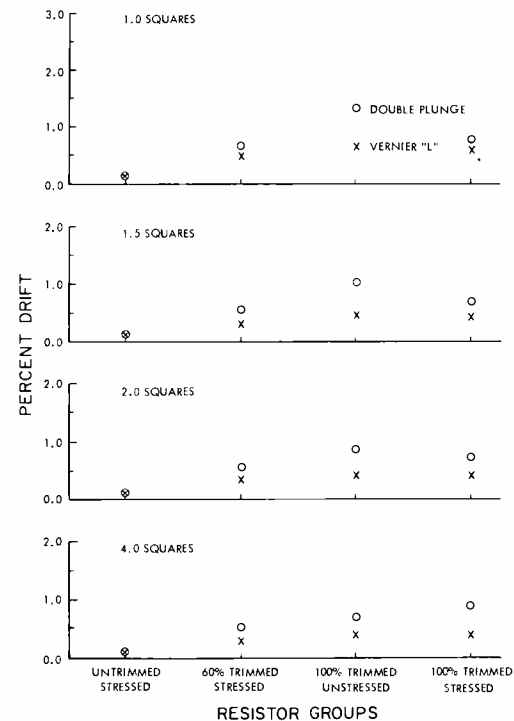 3.0
1.0 SQUARES
2.0
O DOUBLE PLUNGE
1.0
X VERNIER "L"
0.0
2.0
1.5 SQUARES
1.0
0.0
2.0
2.0 SQUARES
1.0
0.0
2.0
4.0 SQUARES
1.0
0.0
PERCENT DRIFT
UNTRIMMED
STRESSED
60% TRIMMED
STRESSED
100% TRIMMED
UNSTRESSED
100% TRIMMED
STRESSED
RESISTOR GROUPS